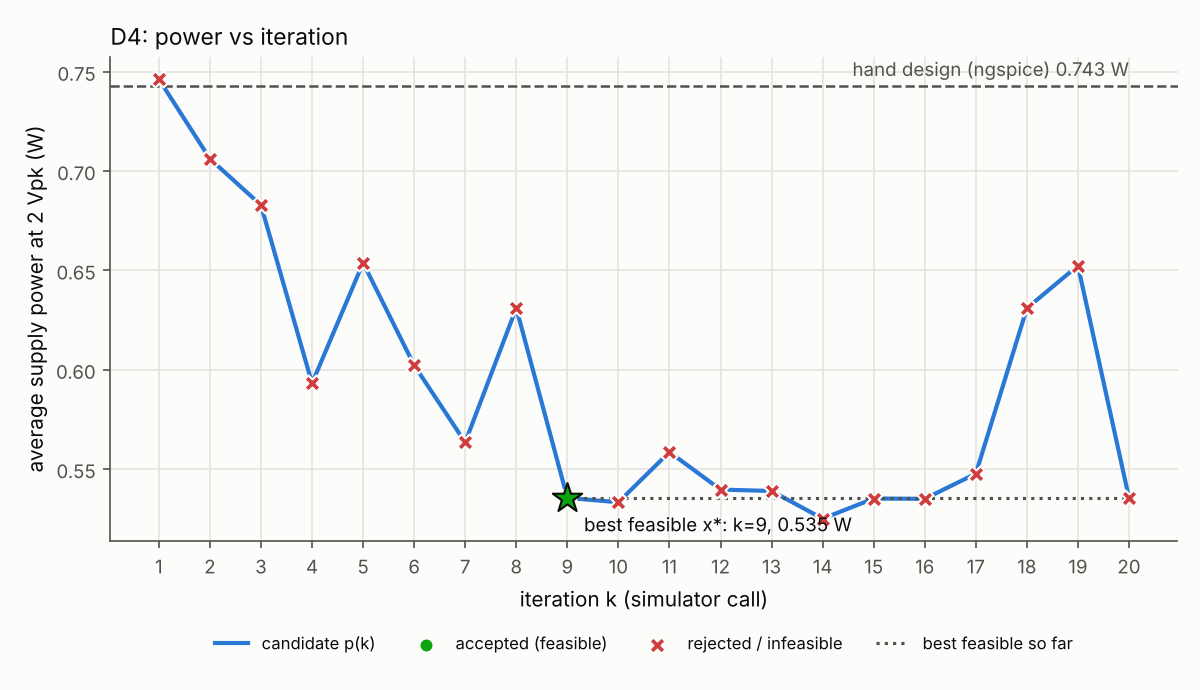 D4: power vs iteration
hand design (ngspice) 0.743 W
average supply power at 2 Vpk (W)
0.75
0.70
0.65
0.60
0.55
best feasible x*: k=9, 0.535 W
1 2 3 4 5 6 7 8 9 10 11 12 13 14 15 16 17 18 19 20
iteration k (simulator call)
candidate p(k) accepted (feasible) rejected / infeasible best feasible so far